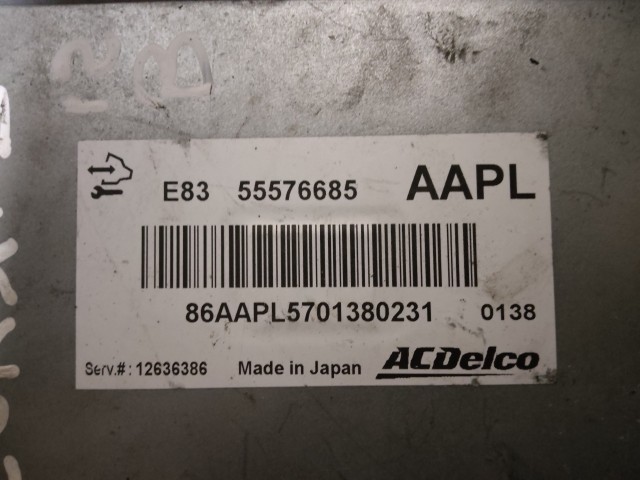 E83 55576685 AAPL
86AAPL5701380231 0138
Serv.#: 12636386 Made in Japan ACDelco